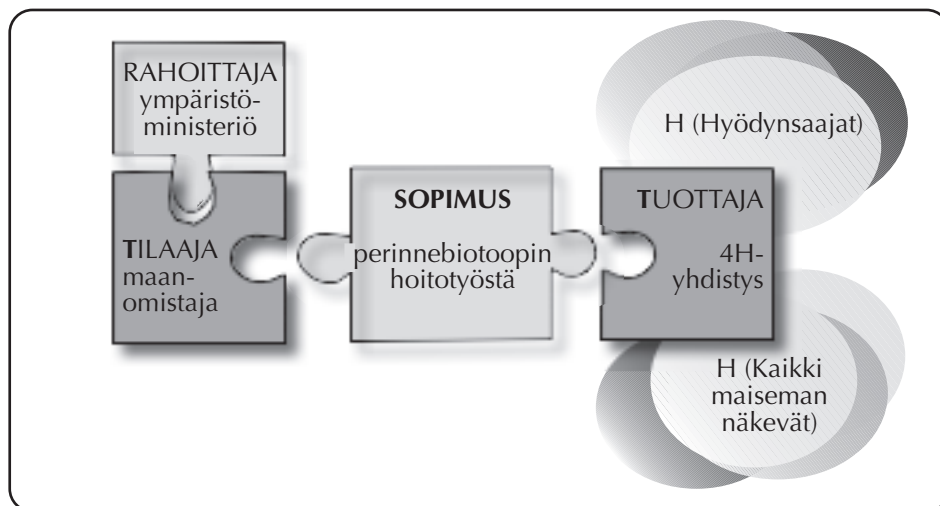 RAHOITTAJA
ympäristö-
ministeriö
TILAAJA
maan-
omistaja
SOPIMUS
perinnebiotoopin
hoitotyöstä
TUOTTAJA
4H-
yhdistys
H (Hyödynsaajat)
H (Kaikki
maiseman
näkevät)